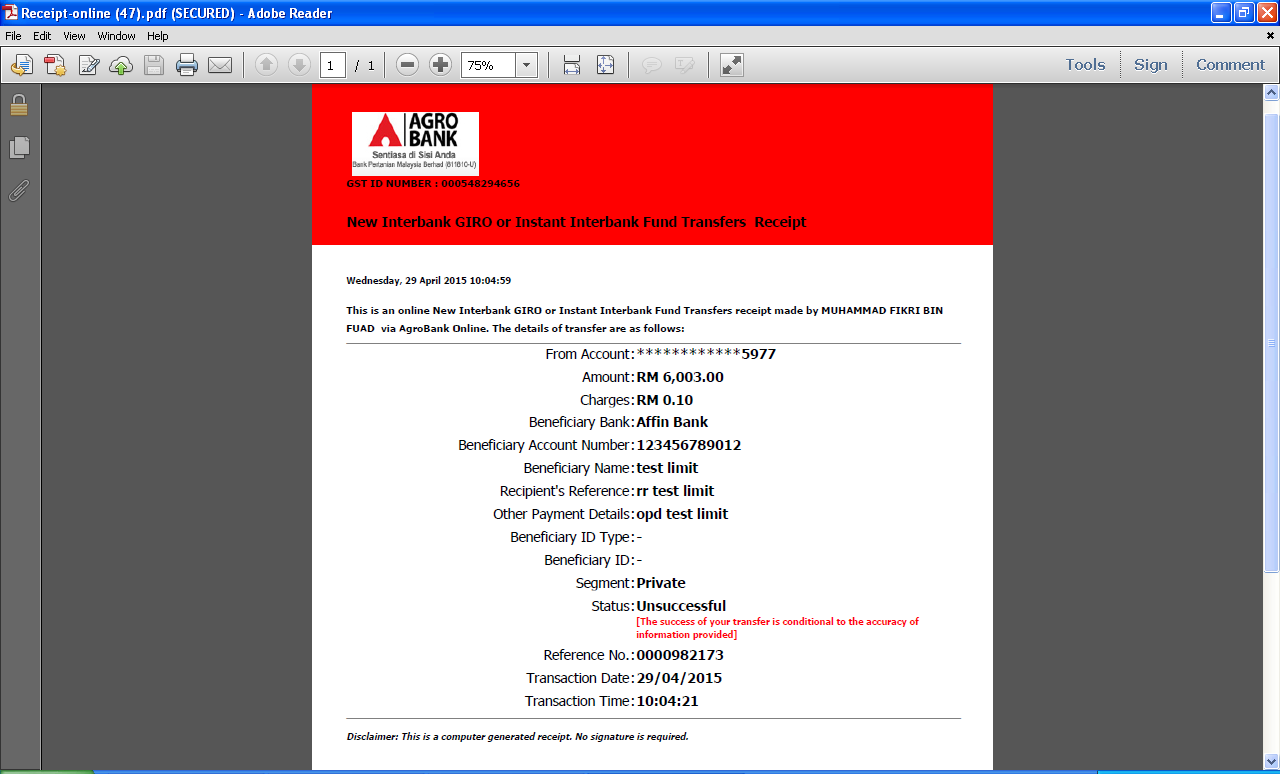 Receipt-online (47).pdf (SECURED) - Adobe Reader
File Edit View Window Help
1 / 1 75% Tools Sign Comment
AGRO
BANK
Sentiasa di Sisi Anda
Bank Pertanian Malaysia Berhad (811810-U)
GST ID NUMBER : 000548294656
New Interbank GIRO or Instant Interbank Fund Transfers  Receipt
Wednesday, 29 April 2015 10:04:59
This is an online New Interbank GIRO or Instant Interbank Fund Transfers receipt made by MUHAMMAD FIKRI BIN
FUAD  via AgroBank Online. The details of transfer are as follows:
From Account:************5977
Amount:RM 6,003.00
Charges:RM 0.10
Beneficiary Bank:Affin Bank
Beneficiary Account Number:123456789012
Beneficiary Name:test limit
Recipient's Reference:rr test limit
Other Payment Details:opd test limit
Beneficiary ID Type:-
Beneficiary ID:-
Segment:Private
Status:Unsuccessful
[The success of your transfer is conditional to the accuracy of
information provided]
Reference No.:0000982173
Transaction Date:29/04/2015
Transaction Time:10:04:21
Disclaimer: This is a computer generated receipt. No signature is required.